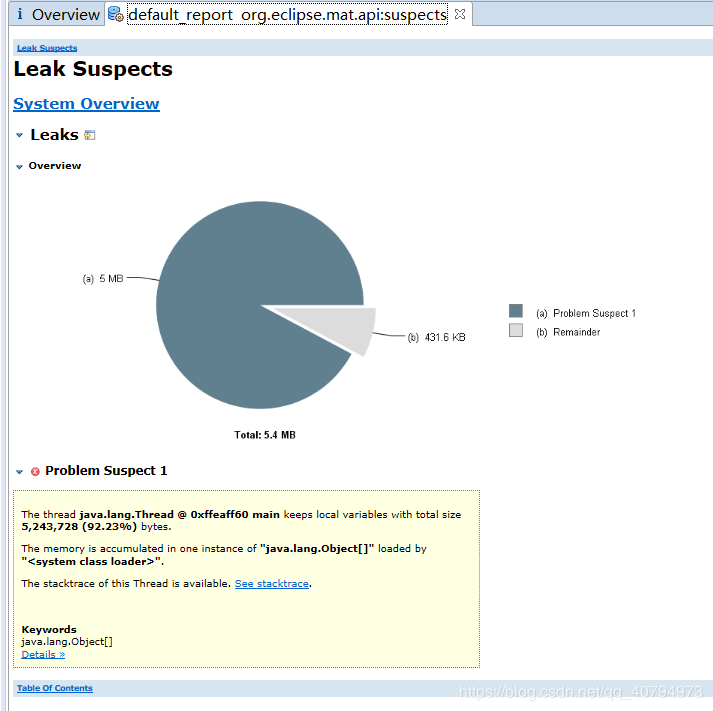 i Overview default_report org.eclipse.mat.api:suspects
Leak Suspects
Leak Suspects
System Overview
Leaks
Overview
(a) 5 MB
(b) 431.6 KB
(a) Problem Suspect 1
(b) Remainder
Total: 5.4 MB
Problem Suspect 1
The thread java.lang.Thread @ 0xffeaff60 main keeps local variables with total size
5,243,728 (92.23%) bytes.
The memory is accumulated in one instance of "java.lang.Object[]" loaded by
"<system class loader>".
The stacktrace of this Thread is available. See stacktrace.
Keywords
java.lang.Object[]
Details »
Table Of Contents
https://blog.csdn.net/qq_40794973